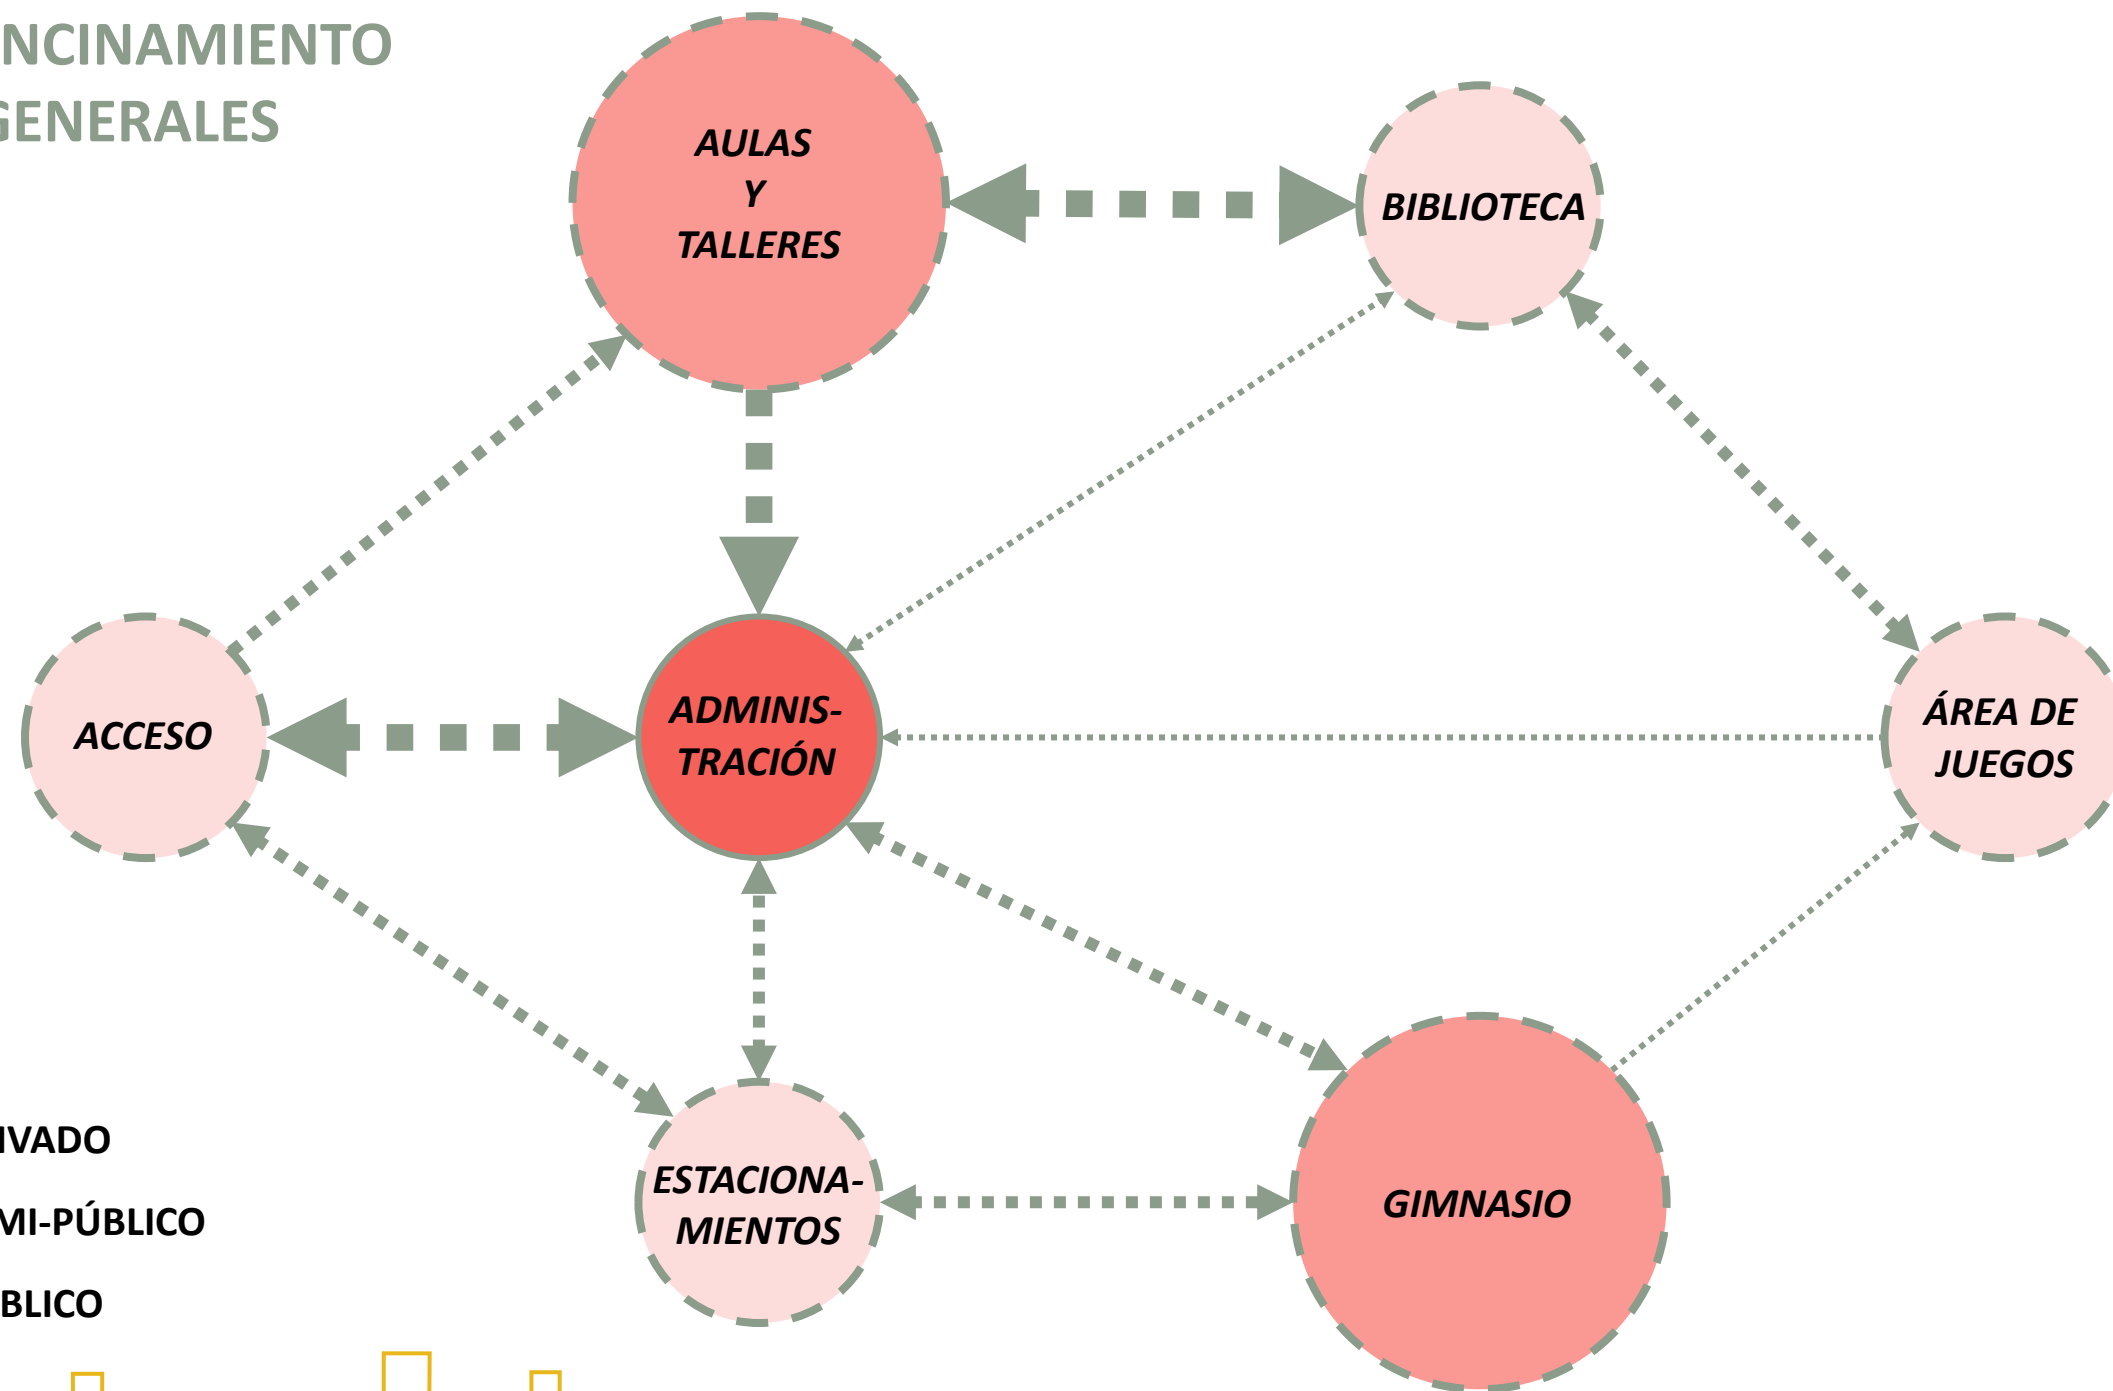 NCINAMIENTO
GENERALES
AULAS
Y
TALLERES
BIBLIOTECA
ACCESO
ADMINIS-
TRACIÓN
ÁREA DE
JUEGOS
ESTACIONA-
MIENTOS
GIMNASIO
IVADO
MI-PÚBLICO
BLICO